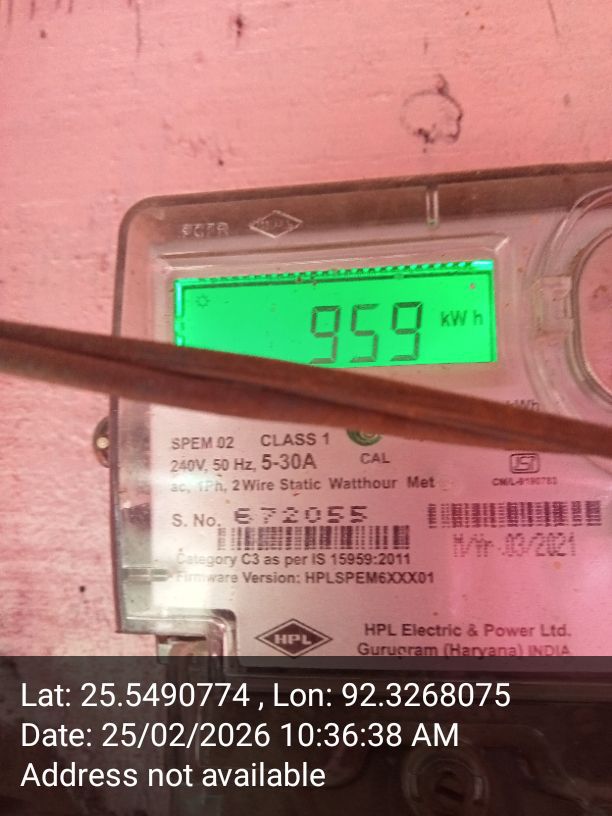 959 kWh
kWh
SPEM 02 CLASS 1
240V, 50 Hz, 5-30A
CAL
ac, 1Ph, 2 Wire Static Watthour Met
CM/L-9190783
S. No. 672055
M/Yr 03/2021
Category C3 as per IS 15959:2011
Firmware Version: HPLSPEM6XXX01
HPL
HPL Electric & Power Ltd.
Gurugram (Haryana) INDIA
Lat: 25.5490774 , Lon: 92.3268075
Date: 25/02/2026 10:36:38 AM
Address not available